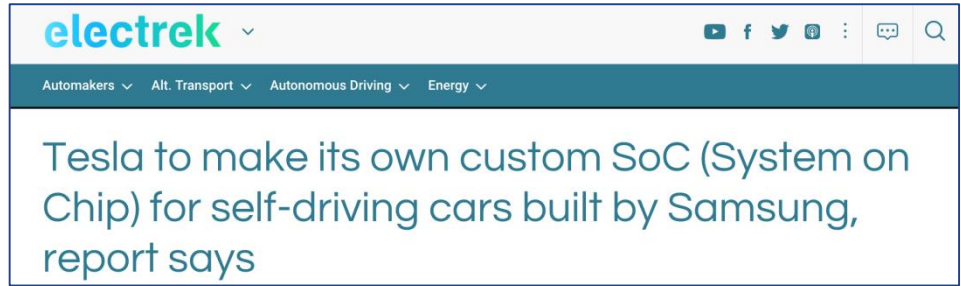 electrek
Automakers Alt. Transport Autonomous Driving Energy
Tesla to make its own custom SoC (System on
Chip) for self-driving cars built by Samsung,
report says